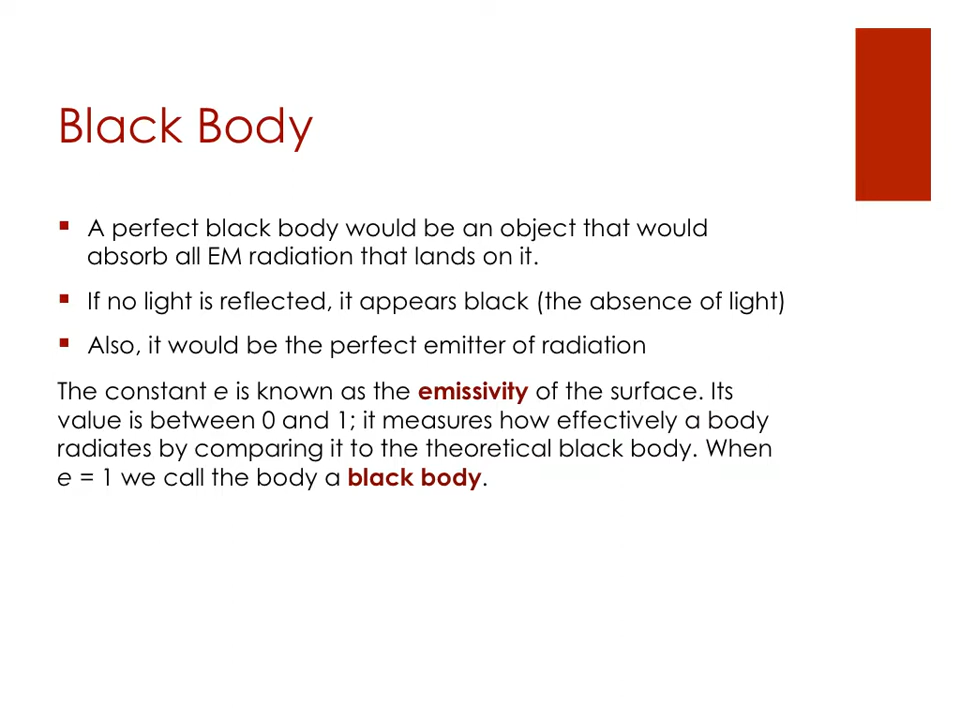 Black Body
▪ A perfect black body would be an object that would
absorb all EM radiation that lands on it.
▪ If no light is reflected, it appears black (the absence of light)
▪ Also, it would be the perfect emitter of radiation
The constant e is known as the emissivity of the surface. Its
value is between 0 and 1; it measures how effectively a body
radiates by comparing it to the theoretical black body. When
e = 1 we call the body a black body.